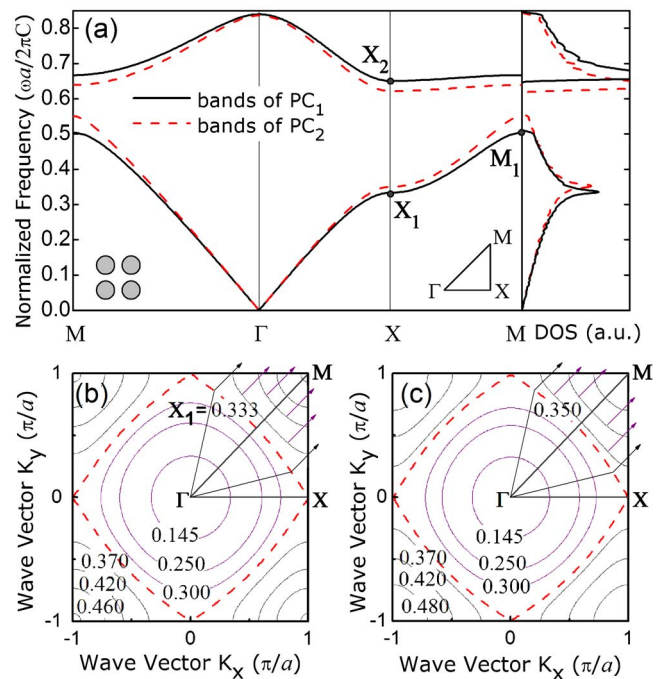 (a)
Normalized Frequency (ωa/2πC)
0.8
0.7
0.6
0.5
0.4
0.3
0.2
0.1
0.0
bands of PC1
bands of PC2
X2
X1
M1
M
Γ
X
M
Γ
X
M
DOS (a.u.)
(b)
Wave Vector Ky (π/a)
1
0
-1
M
X1=0.333
Γ
X
0.145
0.250
0.300
0.370
0.420
0.460
-1
0
1
Wave Vector Kx (π/a)
(c)
Wave Vector Ky (π/a)
1
0
-1
M
0.350
Γ
X
0.145
0.250
0.300
0.370
0.420
0.480
-1
0
1
Wave Vector Kx (π/a)